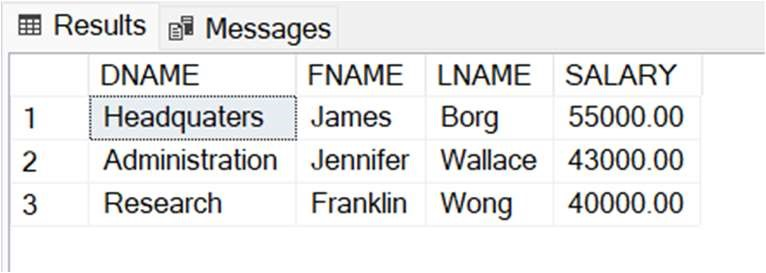 Results Messages
DNAME FNAME LNAME SALARY
1 Headquaters James Borg 55000.00
2 Administration Jennifer Wallace 43000.00
3 Research Franklin Wong 40000.00